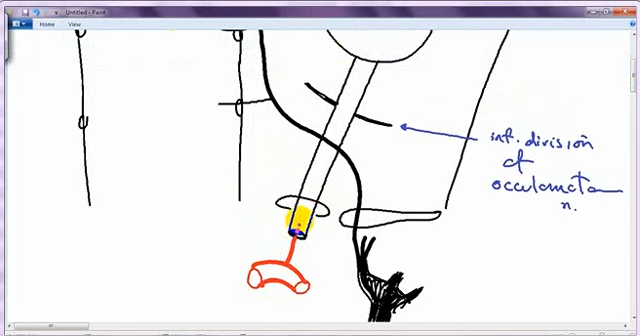 Untitled - Paint
Home View
inf. division
of
occulomotor
n.